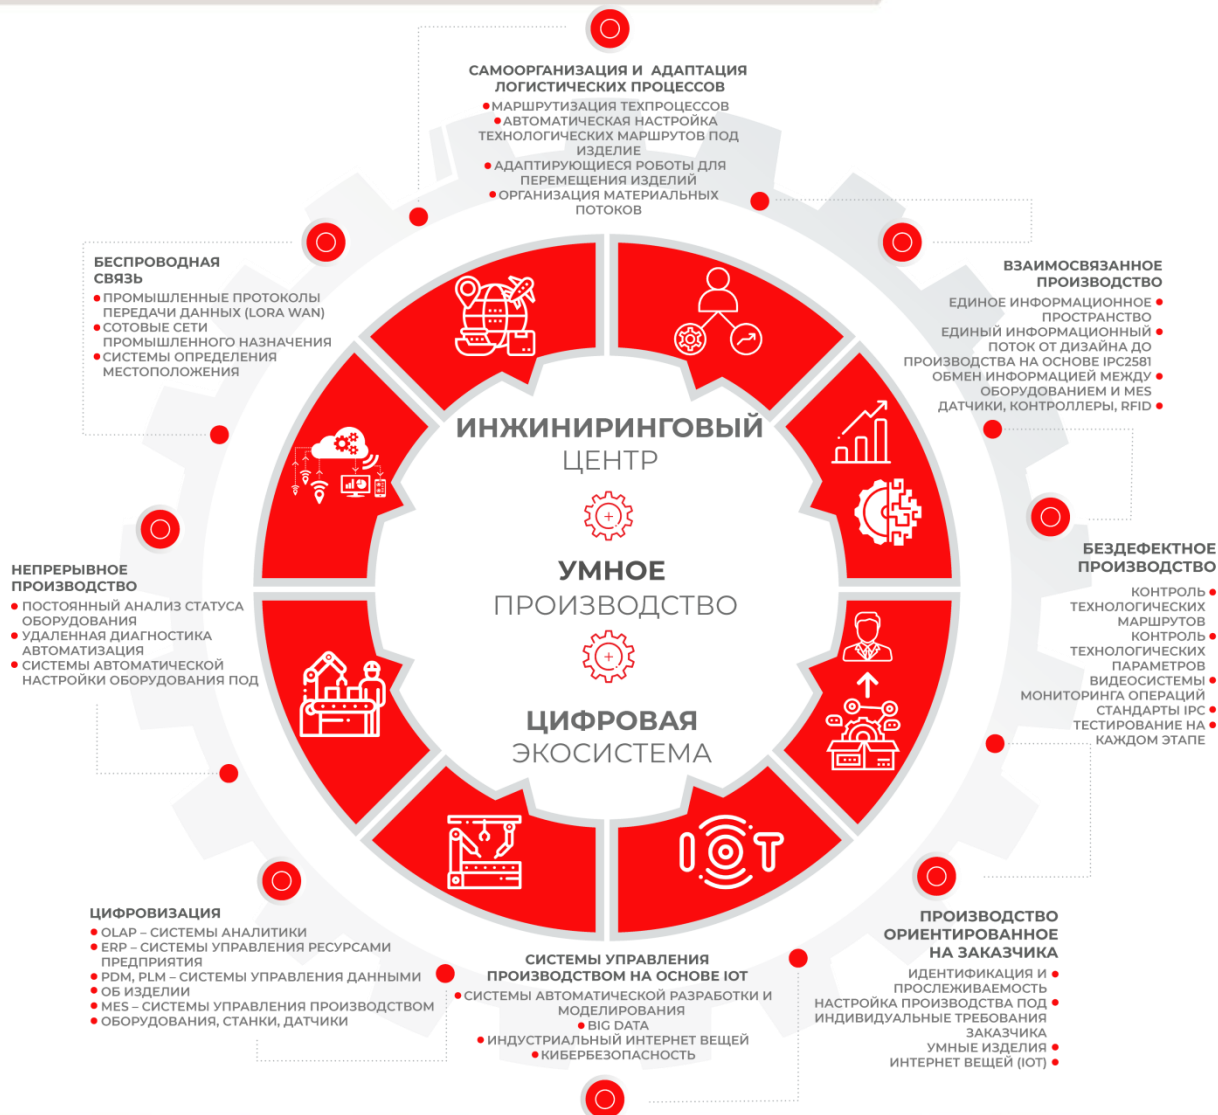 САМООРГАНИЗАЦИЯ И АДАПТАЦИЯ
ЛОГИСТИЧЕСКИХ ПРОЦЕССОВ
МАРШРУТИЗАЦИЯ ТЕХПРОЦЕССОВ
АВТОМАТИЧЕСКАЯ НАСТРОЙКА
ТЕХНОЛОГИЧЕСКИХ МАРШРУТОВ ПОД
ИЗДЕЛИЕ
АДАПТИРУЮЩИЕСЯ РОБОТЫ ДЛЯ
ПЕРЕМЕЩЕНИЯ ИЗДЕЛИЙ
ОРГАНИЗАЦИЯ МАТЕРИАЛЬНЫХ
ПОТОКОВ
БЕСПРОВОДНАЯ
СВЯЗЬ
ПРОМЫШЛЕННЫЕ ПРОТОКОЛЫ
ПЕРЕДАЧИ ДАННЫХ (LORA WAN)
СОТОВЫЕ СЕТИ
ПРОМЫШЛЕННОГО НАЗНАЧЕНИЯ
СИСТЕМЫ ОПРЕДЕЛЕНИЯ
МЕСТОПОЛОЖЕНИЯ
ВЗАИМОСВЯЗАННОЕ
ПРОИЗВОДСТВО
ЕДИНОЕ ИНФОРМАЦИОННОЕ
ПРОСТРАНСТВО
ЕДИНЫЙ ИНФОРМАЦИОННЫЙ
ПОТОК ОТ ДИЗАЙНА ДО
ПРОИЗВОДСТВА НА ОСНОВЕ IPC2581
ОБМЕН ИНФОРМАЦИЕЙ МЕЖДУ
ОБОРУДОВАНИЕМ И MES
ДАТЧИКИ, КОНТРОЛЛЕРЫ, RFID
ИНЖИНИРИНГОВЫЙ
ЦЕНТР
УМНОЕ
ПРОИЗВОДСТВО
ЦИФРОВАЯ
ЭКОСИСТЕМА
НЕПРЕРЫВНОЕ
ПРОИЗВОДСТВО
ПОСТОЯННЫЙ АНАЛИЗ СТАТУСА
ОБОРУДОВАНИЯ
УДАЛЕННАЯ ДИАГНОСТИКА
АВТОМАТИЗАЦИЯ
СИСТЕМЫ АВТОМАТИЧЕСКОЙ
НАСТРОЙКИ ОБОРУДОВАНИЯ ПОД
БЕЗДЕФЕКТНОЕ
ПРОИЗВОДСТВО
КОНТРОЛЬ
ТЕХНОЛОГИЧЕСКИХ
МАРШРУТОВ
КОНТРОЛЬ
ТЕХНОЛОГИЧЕСКИХ
ПАРАМЕТРОВ
ВИДЕОСИСТЕМЫ
МОНИТОРИНГА ОПЕРАЦИЙ
СТАНДАРТЫ IPC
ТЕСТИРОВАНИЕ НА
КАЖДОМ ЭТАПЕ
IOT
ЦИФРОВИЗАЦИЯ
OLAP – СИСТЕМЫ АНАЛИТИКИ
ERP – СИСТЕМЫ УПРАВЛЕНИЯ РЕСУРСАМИ
ПРЕДПРИЯТИЯ
PDM, PLM – СИСТЕМЫ УПРАВЛЕНИЯ ДАННЫМИ
ОБ ИЗДЕЛИИ
MES – СИСТЕМЫ УПРАВЛЕНИЯ ПРОИЗВОДСТВОМ
ОБОРУДОВАНИЯ, СТАНКИ, ДАТЧИКИ
СИСТЕМЫ УПРАВЛЕНИЯ
ПРОИЗВОДСТВОМ НА ОСНОВЕ IOT
СИСТЕМЫ АВТОМАТИЧЕСКОЙ РАЗРАБОТКИ И
МОДЕЛИРОВАНИЯ
BIG DATA
ИНДУСТРИАЛЬНЫЙ ИНТЕРНЕТ ВЕЩЕЙ
КИБЕРБЕЗОПАСНОСТЬ
ПРОИЗВОДСТВО
ОРИЕНТИРОВАННОЕ
НА ЗАКАЗЧИКА
ИДЕНТИФИКАЦИЯ И
ПРОСЛЕЖИВАЕМОСТЬ
НАСТРОЙКА ПРОИЗВОДСТВА ПОД
ИНДИВИДУАЛЬНЫЕ ТРЕБОВАНИЯ
ЗАКАЗЧИКА
УМНЫЕ ИЗДЕЛИЯ
ИНТЕРНЕТ ВЕЩЕЙ (IOT)